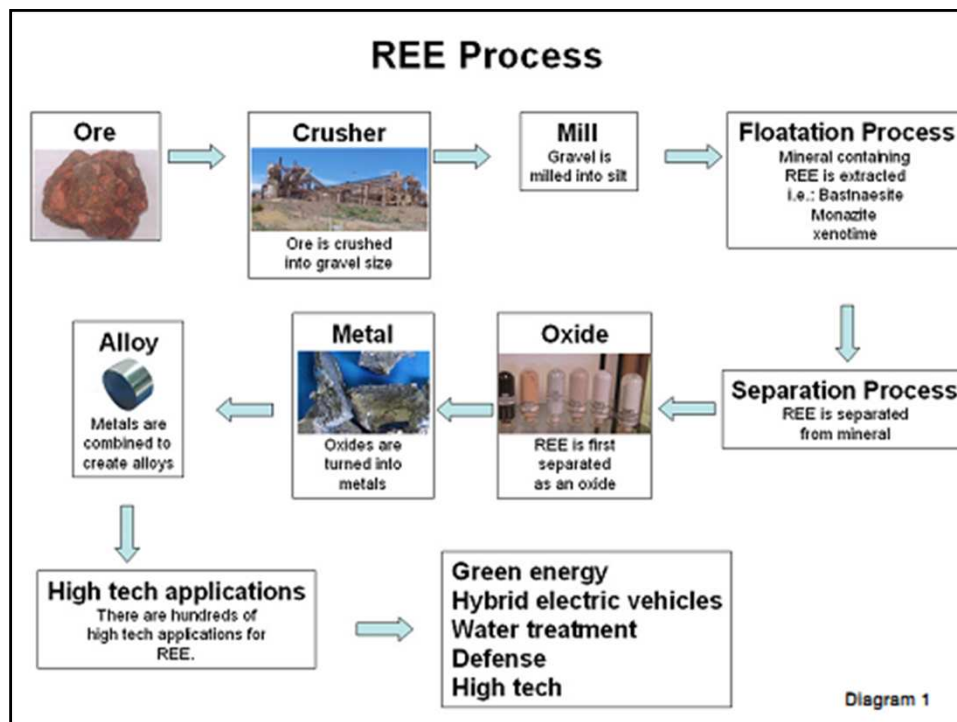 REE Process
Ore
Crusher
Ore is crushed
into gravel size
Mill
Gravel is
milled into silt
Floatation Process
Mineral containing
REE is extracted
i.e.: Bastnaesite
Monazite
xenotime
Separation Process
REE is separated
from mineral
Oxide
REE is first
separated
as an oxide
Metal
Oxides are
turned into
metals
Alloy
Metals are
combined to
create alloys
High tech applications
There are hundreds of
high tech applications for
REE.
Green energy
Hybrid electric vehicles
Water treatment
Defense
High tech
Diagram 1